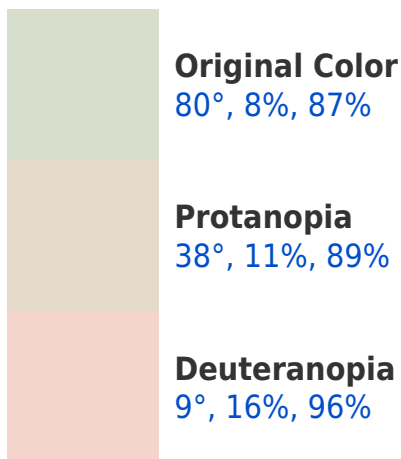 Original Color
80°, 8%, 87%
Protanopia
38°, 11%, 89%
Deuteranopia
9°, 16%, 96%